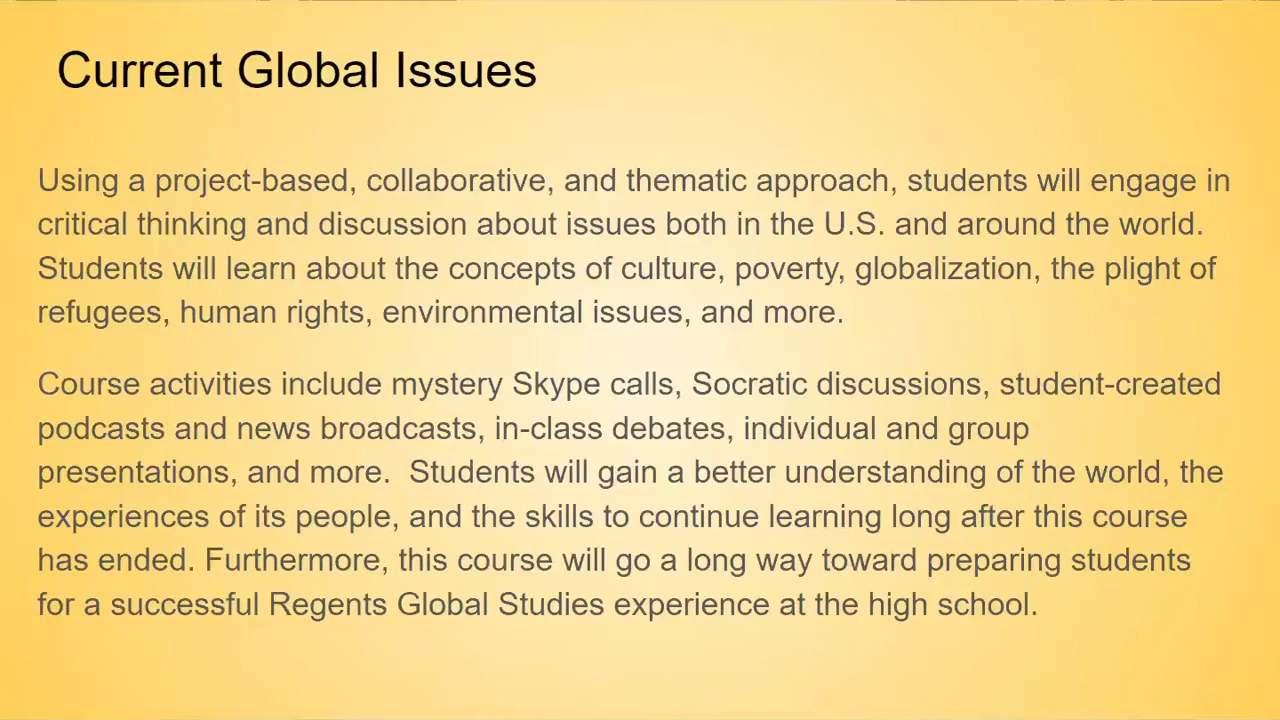 Current Global Issues
Using a project-based, collaborative, and thematic approach, students will engage in
critical thinking and discussion about issues both in the U.S. and around the world.
Students will learn about the concepts of culture, poverty, globalization, the plight of
refugees, human rights, environmental issues, and more.
Course activities include mystery Skype calls, Socratic discussions, student-created
podcasts and news broadcasts, in-class debates, individual and group
presentations, and more.  Students will gain a better understanding of the world, the
experiences of its people, and the skills to continue learning long after this course
has ended. Furthermore, this course will go a long way toward preparing students
for a successful Regents Global Studies experience at the high school.